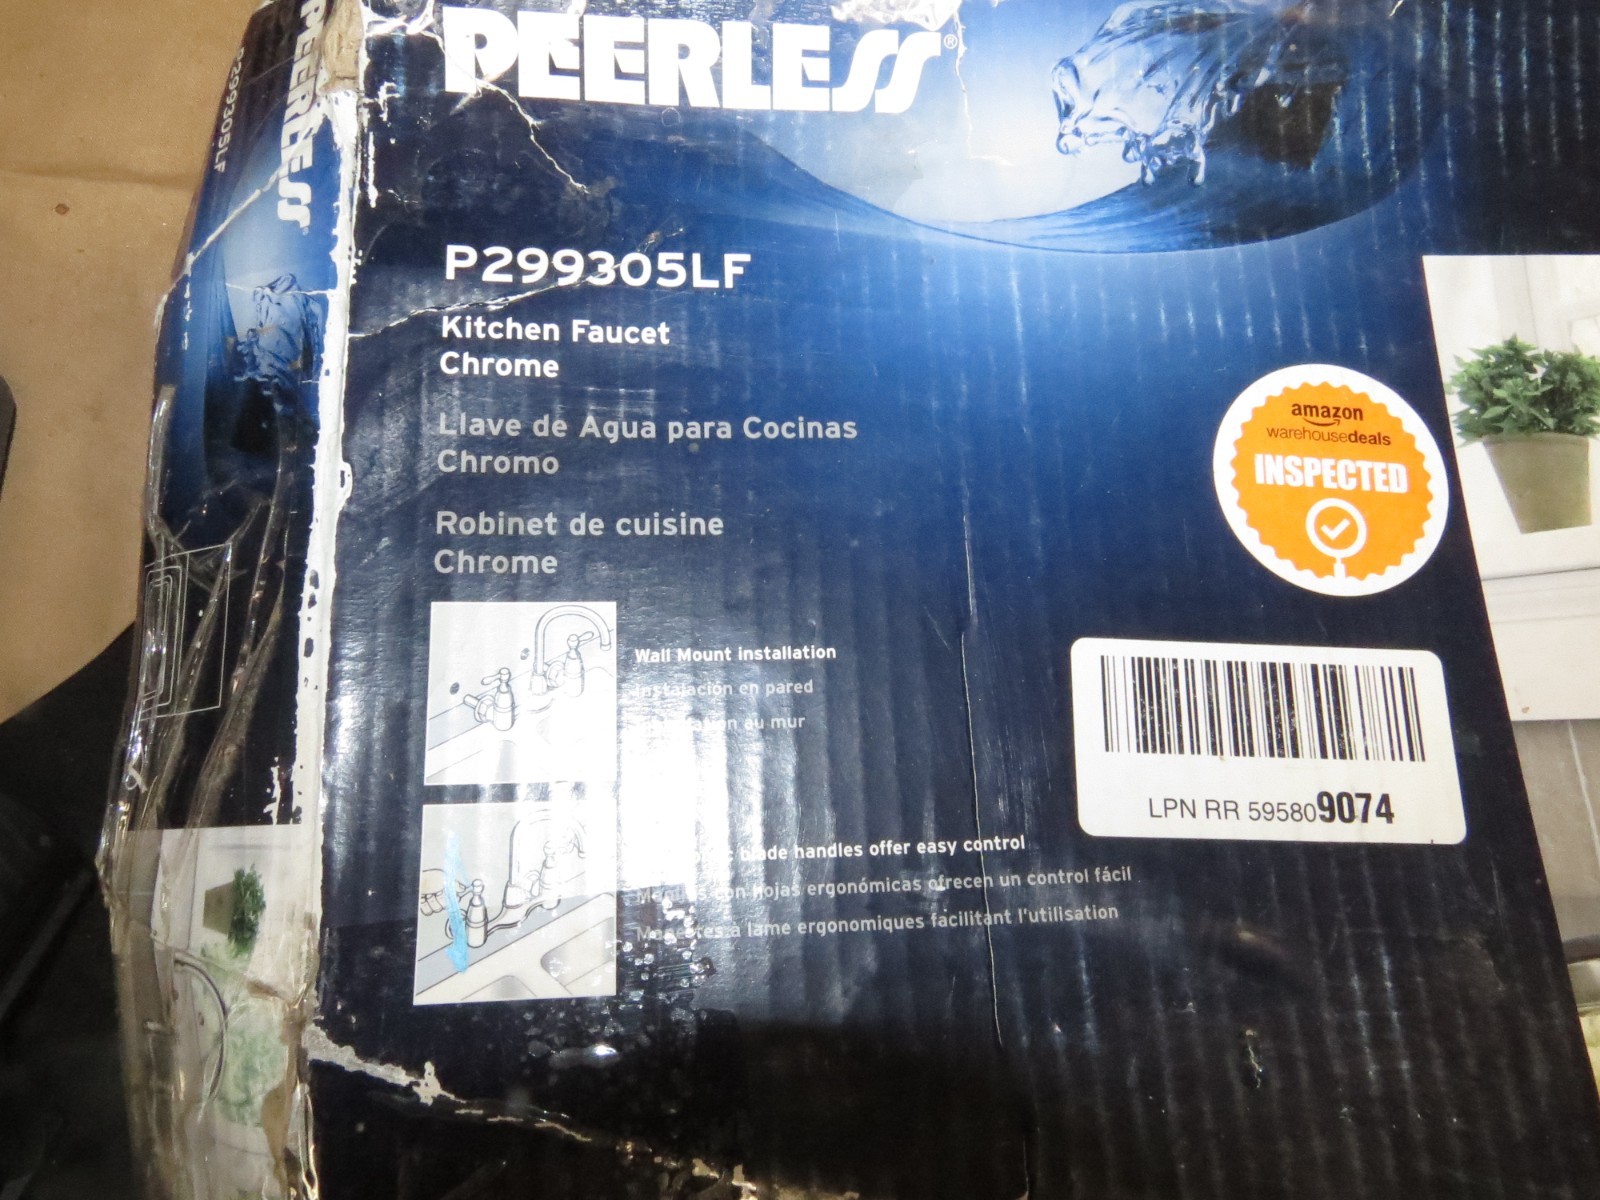 PEERLESS®
PEERLESS
P299305LF
P299305LF
Kitchen Faucet
Chrome
Llave de Agua para Cocinas
Chromo
Robinet de cuisine
Chrome
amazon
warehousedeals
INSPECTED
Wall Mount installation
Instalación en pared
au mur
LPN RR 595809074
blade handles offer easy control
con hojas ergonómicas ofrecen un control fácil
à lame ergonomiques facilitant l'utilisation